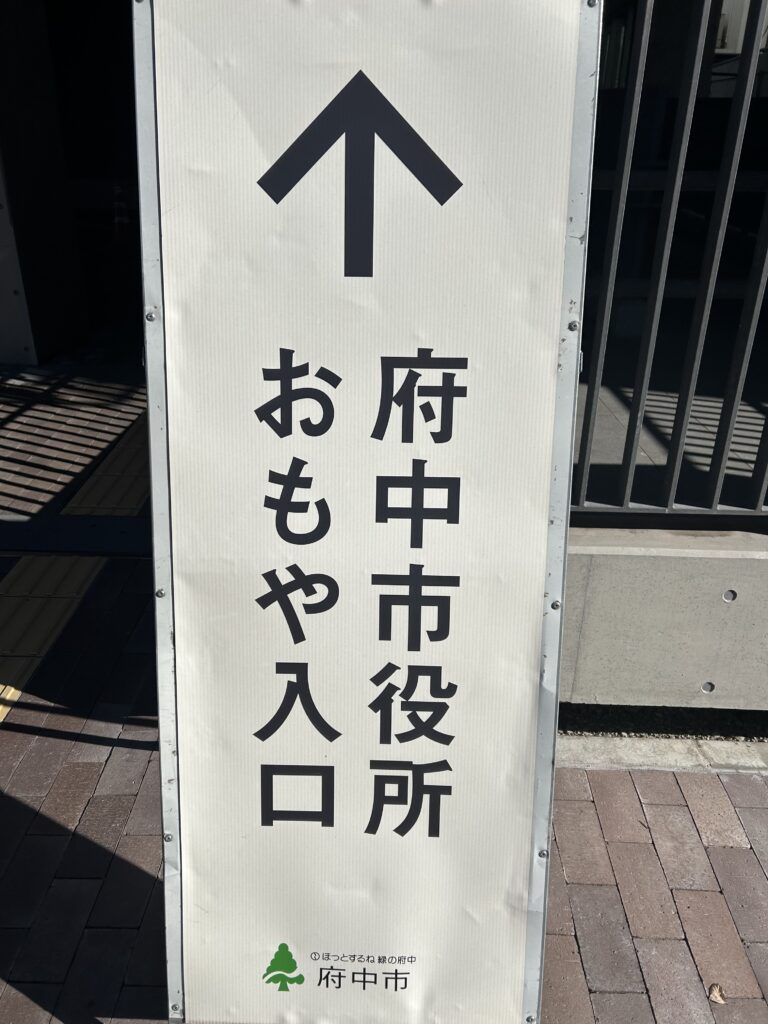 府中市役所
おもや入口
ほっとするね 緑の府中
府中市